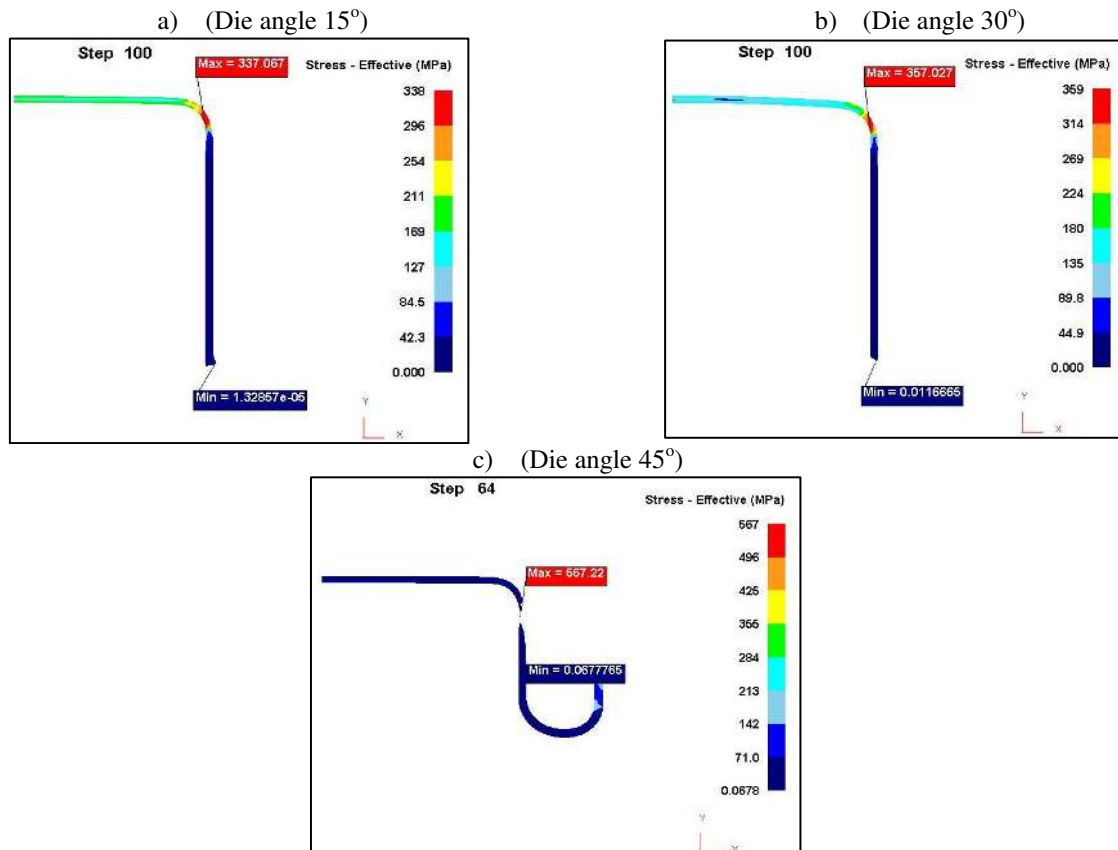 a) (Die angle 15o)
Step 100
Max = 337.067
Stress - Effective (MPa)
338
296
254
211
169
127
84.5
42.3
0.000
Min = 1.32857e-05
Y
X
b) (Die angle 30o)
Step 100
Max = 357.027
Stress - Effective (MPa)
359
314
269
224
180
135
89.8
44.9
0.000
Min = 0.0116665
Y
X
c) (Die angle 45o)
Step 64
Stress - Effective (MPa)
Max = 567.22
567
496
425
355
284
213
142
71.0
0.0678
Min = 0.0677765
Y
X